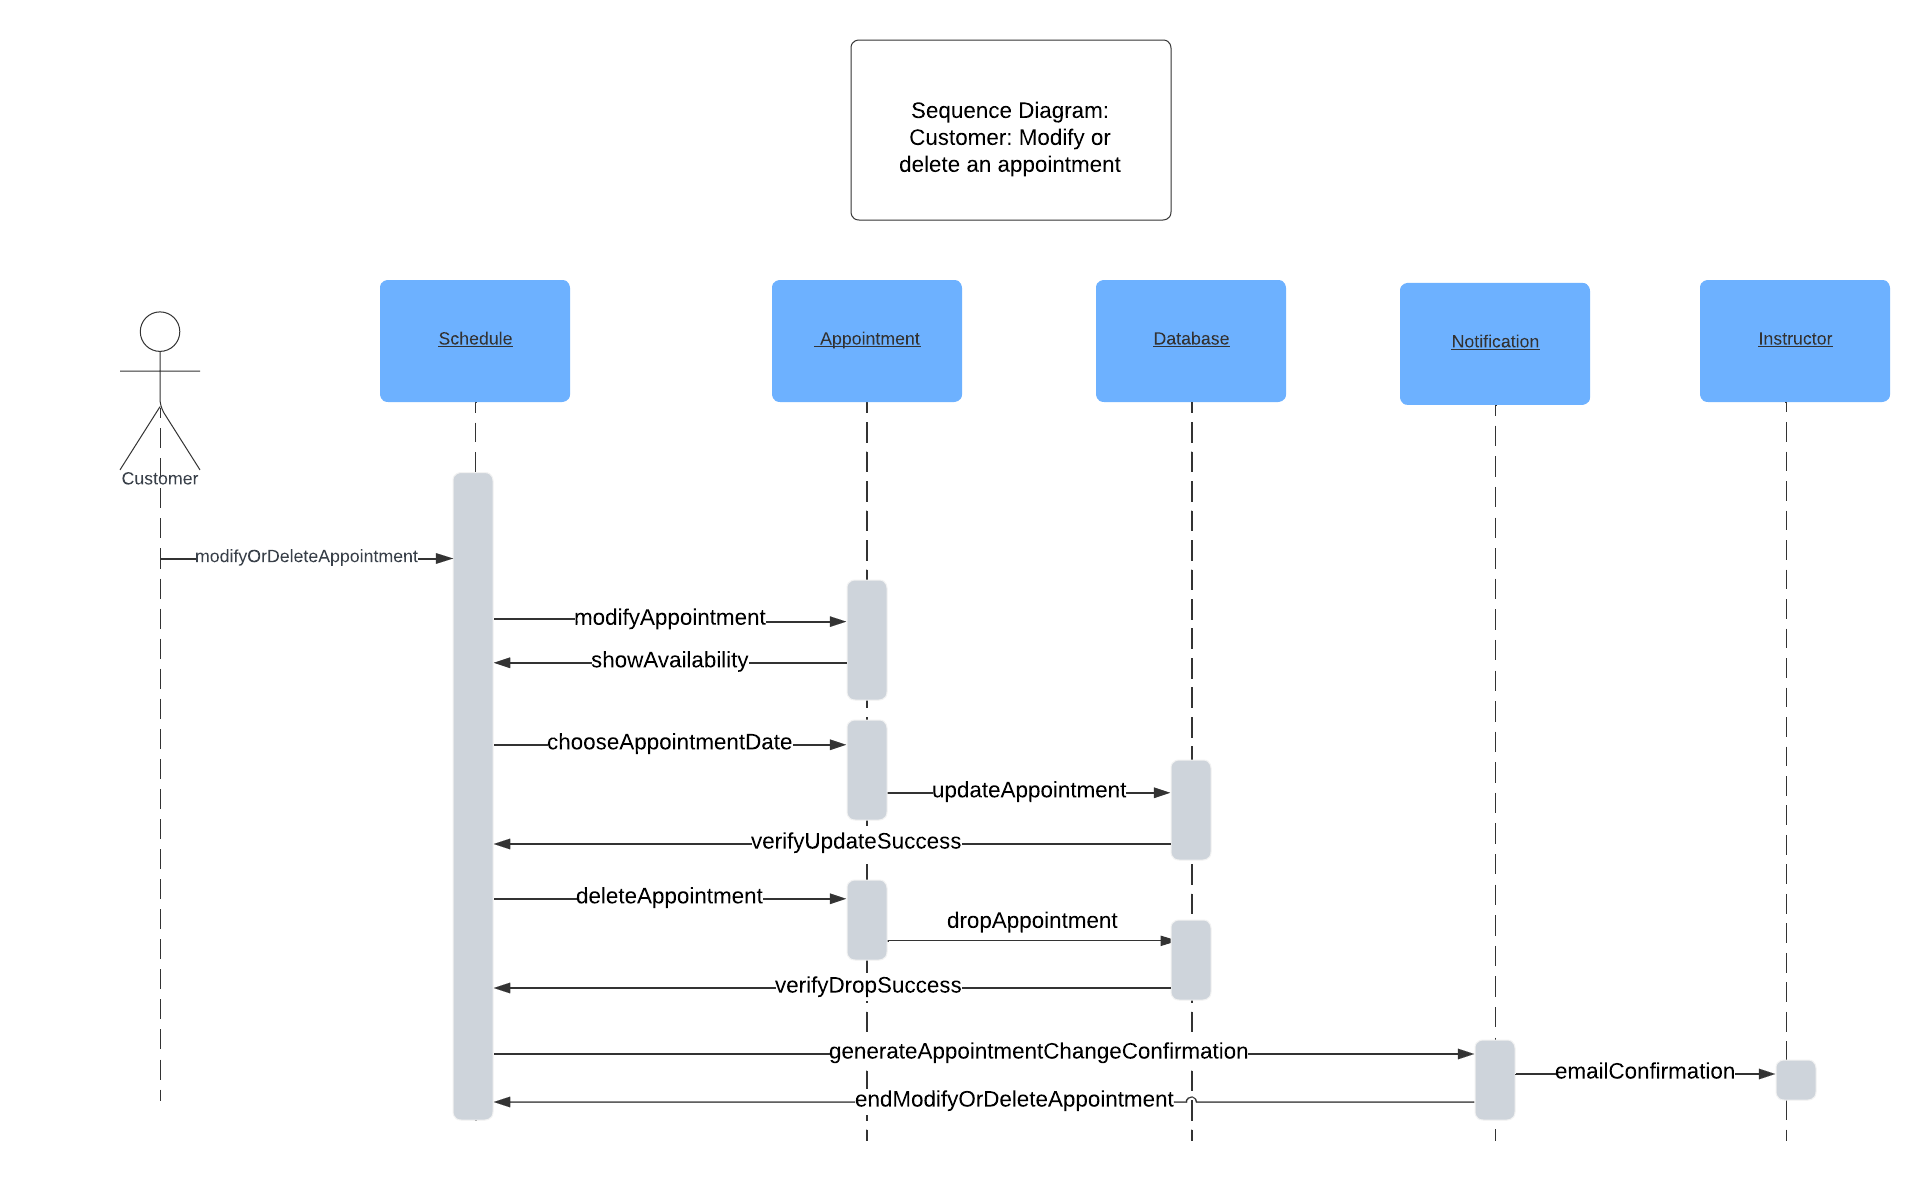 Sequence Diagram:
Customer: Modify or
delete an appointment
Schedule
Appointment
Database
Notification
Instructor
Customer
modifyOrDeleteAppointment
modifyAppointment
showAvailability
chooseAppointmentDate
updateAppointment
verifyUpdateSuccess
deleteAppointment
dropAppointment
verifyDropSuccess
generateAppointmentChangeConfirmation
emailConfirmation
endModifyOrDeleteAppointment